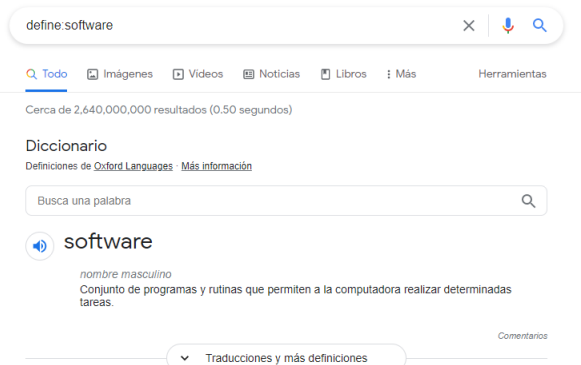 define:software
Todo Imágenes Videos Noticias Libros Más Herramientas
Cerca de 2,640,000,000 resultados (0.50 segundos)
Diccionario
Definiciones de Oxford Languages · Más información
Busca una palabra
software
nombre masculino
Conjunto de programas y rutinas que permiten a la computadora realizar determinadas
tareas.
Comentarios
Traducciones y más definiciones